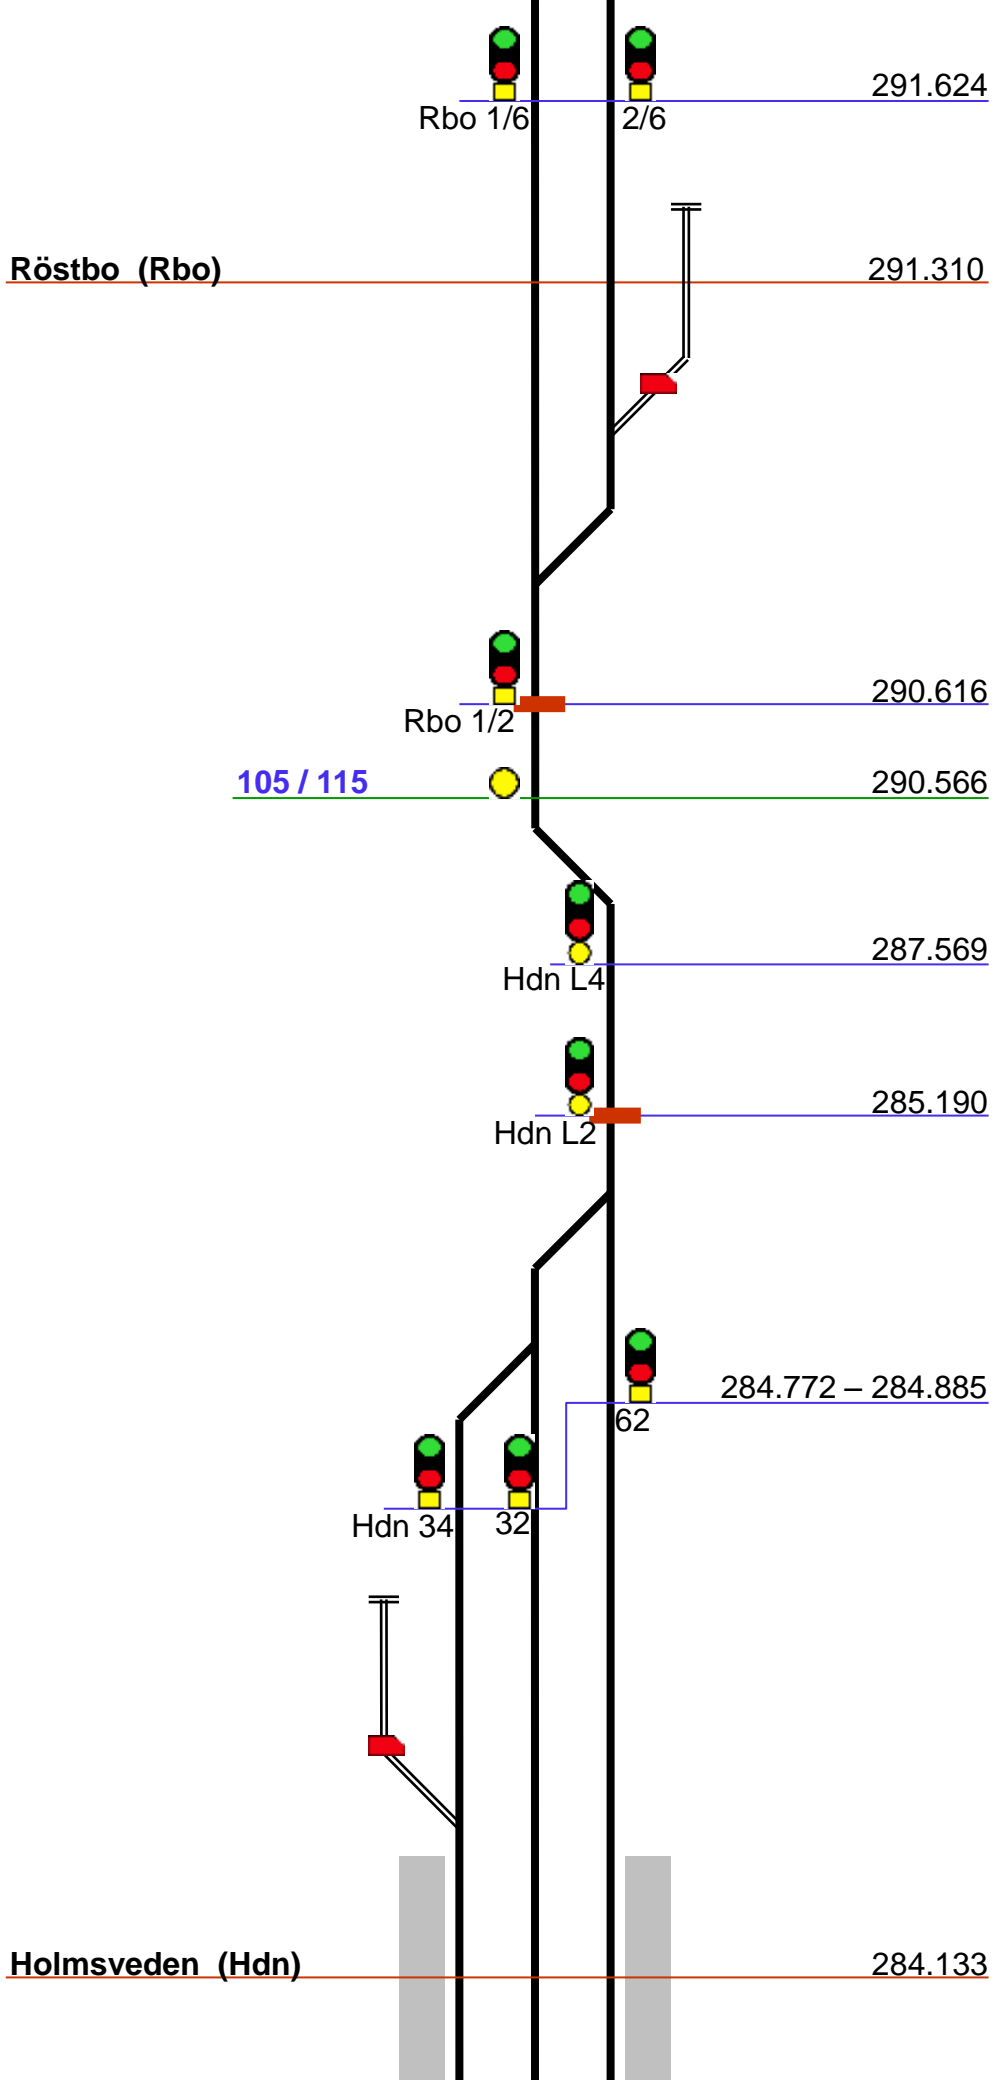 291.624
Rbo 1/6 2/6
Röstbo (Rbo) 291.310
290.616
Rbo 1/2
105 / 115 290.566
287.569
Hdn L4
285.190
Hdn L2
284.772 – 284.885
62
Hdn 34 32
Holmsveden (Hdn) 284.133